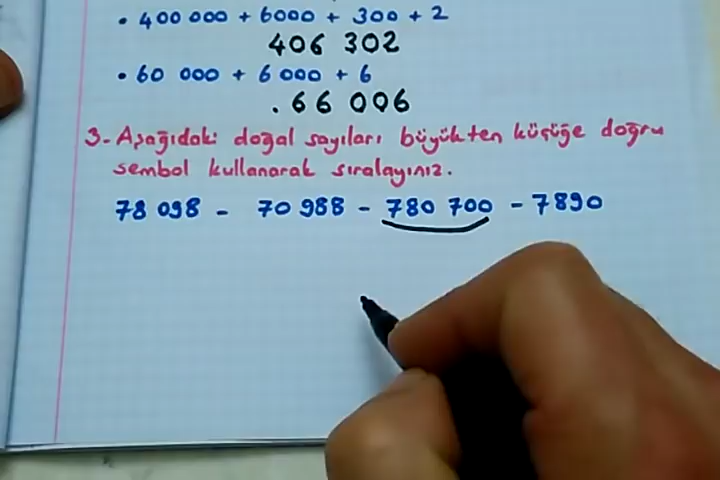 • 400 000 + 6000 + 300 + 2
406 302
• 60 000 + 6 000 + 6
. 66 006
3- Aşağıdaki doğal sayıları büyükten küçüğe doğru
sembol kullanarak sıralayınız.
78 098 - 70 988 - 780 700 - 7890